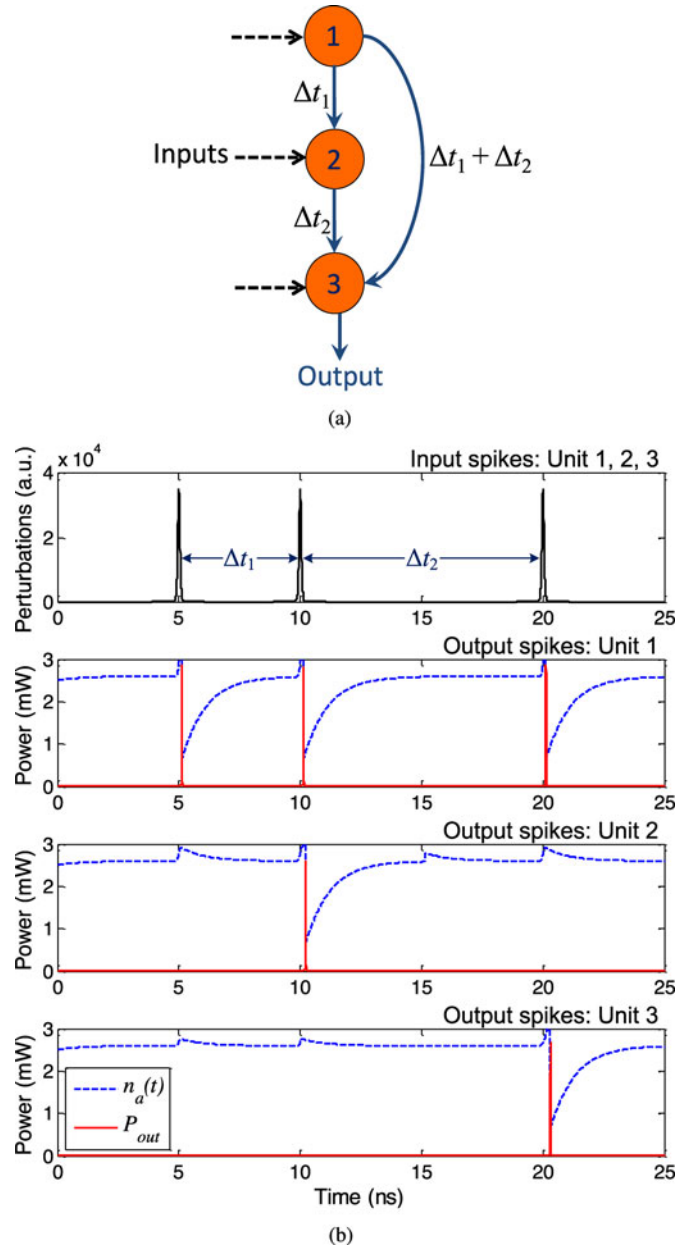 1
Δt₁
Inputs
2
Δt₁ + Δt₂
Δt₂
3
Output
(a)
x 10⁴
Input spikes: Unit 1, 2, 3
Perturbations (a.u.)
4
2
0
Δt₁
Δt₂
0 5 10 15 20 25
Output spikes: Unit 1
Power (mW)
3
2
1
0
0 5 10 15 20 25
Output spikes: Unit 2
Power (mW)
3
2
1
0
0 5 10 15 20 25
Output spikes: Unit 3
Power (mW)
3
2
1
0
n_a(t)
P_out
0 5 10 15 20 25
Time (ns)
(b)